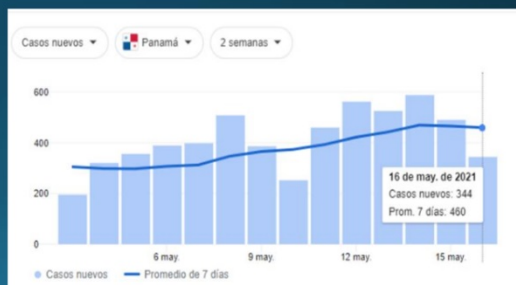 Casos nuevos
Panamá
2 semanas
600
400
200
0
16 de may. de 2021
Casos nuevos: 344
Prom. 7 días: 460
6 may.
9 may.
12 may.
15 may.
Casos nuevos
Promedio de 7 días